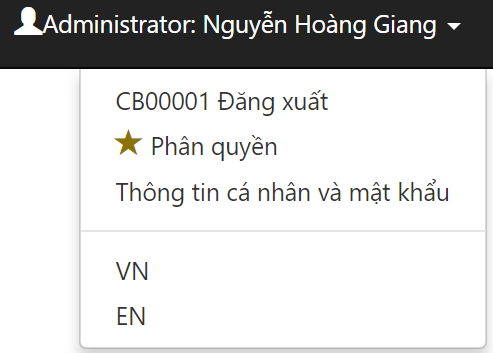 Administrator: Nguyễn Hoàng Giang
CB00001 Đăng xuất
Phân quyền
Thông tin cá nhân và mật khẩu
VN
EN